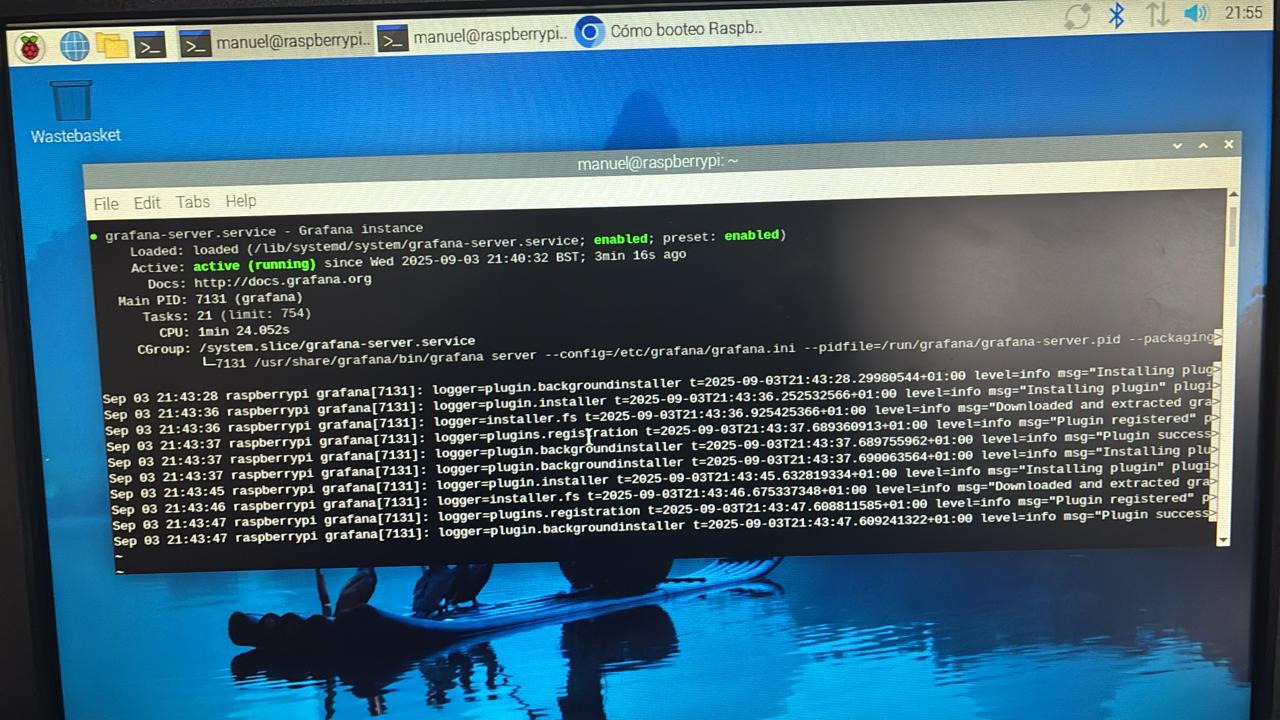 manuel@raspberrypi..
manuel@raspberrypi..
Cómo booteo Raspb..
21:55
Wastebasket
manuel@raspberrypi: ~
File Edit Tabs Help
● grafana-server.service - Grafana instance
Loaded: loaded (/lib/systemd/system/grafana-server.service; enabled; preset: enabled)
Active: active (running) since Wed 2025-09-03 21:40:32 BST; 3min 16s ago
Docs: http://docs.grafana.org
Main PID: 7131 (grafana)
Tasks: 21 (limit: 754)
CPU: 1min 24.052s
CGroup: /system.slice/grafana-server.service
└─7131 /usr/share/grafana/bin/grafana server --config=/etc/grafana/grafana.ini --pidfile=/run/grafana/grafana-server.pid --packaging>
Sep 03 21:43:28 raspberrypi grafana[7131]: logger=plugin.backgroundinstaller t=2025-09-03T21:43:28.29980544+01:00 level=info msg="Installing plug>
Sep 03 21:43:36 raspberrypi grafana[7131]: logger=plugin.installer t=2025-09-03T21:43:36.252532566+01:00 level=info msg="Installing plugin" plugi>
Sep 03 21:43:36 raspberrypi grafana[7131]: logger=installer.fs t=2025-09-03T21:43:36.925425366+01:00 level=info msg="Downloaded and extracted gra>
Sep 03 21:43:37 raspberrypi grafana[7131]: logger=plugins.registration t=2025-09-03T21:43:37.689360913+01:00 level=info msg="Plugin registered" p>
Sep 03 21:43:37 raspberrypi grafana[7131]: logger=plugin.backgroundinstaller t=2025-09-03T21:43:37.689755962+01:00 level=info msg="Plugin success>
Sep 03 21:43:37 raspberrypi grafana[7131]: logger=plugin.backgroundinstaller t=2025-09-03T21:43:37.690063564+01:00 level=info msg="Installing plu>
Sep 03 21:43:45 raspberrypi grafana[7131]: logger=plugin.installer t=2025-09-03T21:43:45.632819334+01:00 level=info msg="Installing plugin" plugi>
Sep 03 21:43:46 raspberrypi grafana[7131]: logger=installer.fs t=2025-09-03T21:43:46.675337348+01:00 level=info msg="Downloaded and extracted gra>
Sep 03 21:43:47 raspberrypi grafana[7131]: logger=plugins.registration t=2025-09-03T21:43:47.608811585+01:00 level=info msg="Plugin registered" p>
Sep 03 21:43:47 raspberrypi grafana[7131]: logger=plugin.backgroundinstaller t=2025-09-03T21:43:47.609241322+01:00 level=info msg="Plugin success>
~